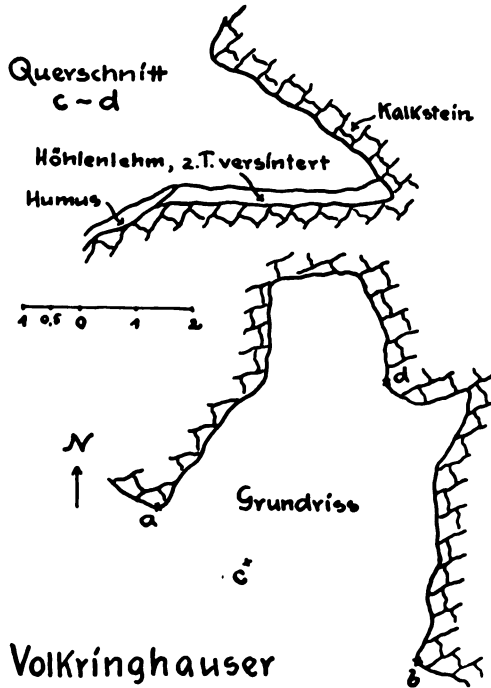 Querschnitt
c – d
Kalkstein
Höhlenlehm, z.T. versintert
Humus
1 0,5 0 1 2
d
N
Grundriss
a
c
b
Volkringhauser